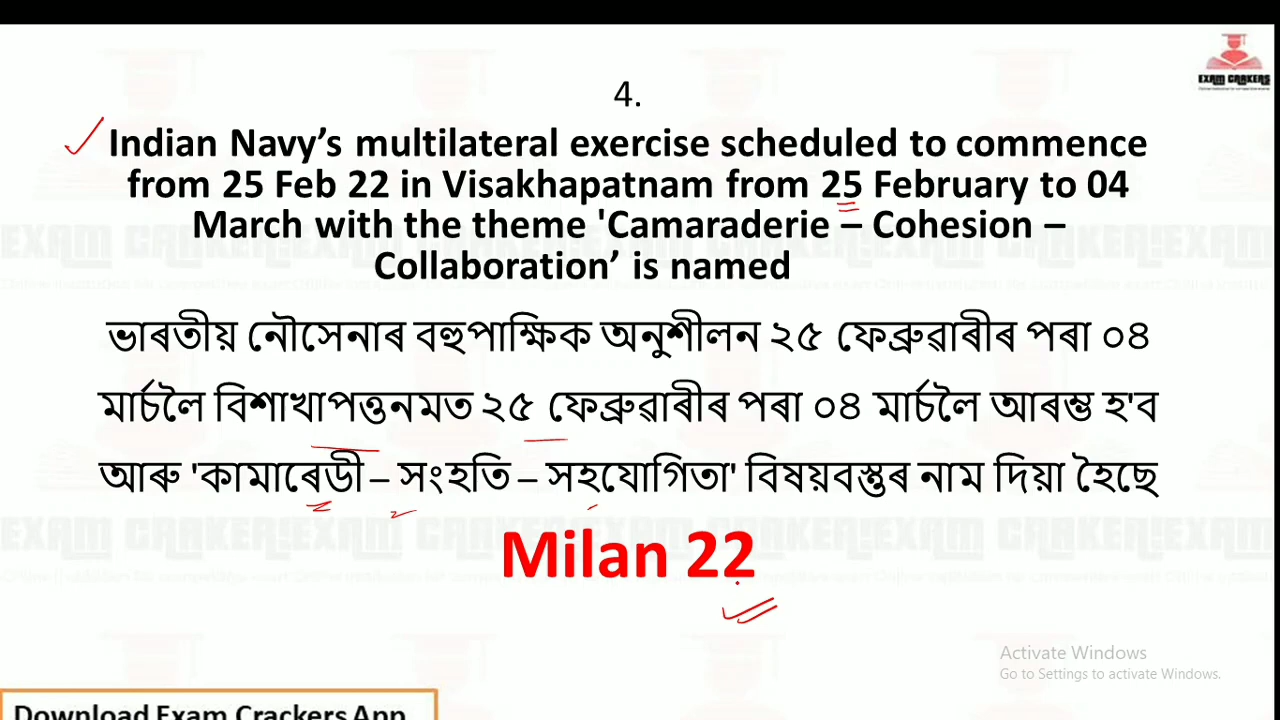 EXAM CRAKERS
4.
Indian Navy’s multilateral exercise scheduled to commence
from 25 Feb 22 in Visakhapatnam from 25 February to 04
March with the theme 'Camaraderie – Cohesion –
Collaboration’ is named
ভাৰতীয় নৌসেনাৰ বহুপাক্ষিক অনুশীলন ২৫ ফেব্ৰুৱাৰীৰ পৰা ০৪
মাৰ্চলৈ বিশাখাপত্তনমত ২৫ ফেব্ৰুৱাৰীৰ পৰা ০৪ মাৰ্চলৈ আৰম্ভ হ'ব
আৰু 'কামাৰেডী – সংহতি – সহযোগিতা' বিষয়বস্তুৰ নাম দিয়া হৈছে
Milan 22
Activate Windows
Go to Settings to activate Windows.
Download Exam Crackers App